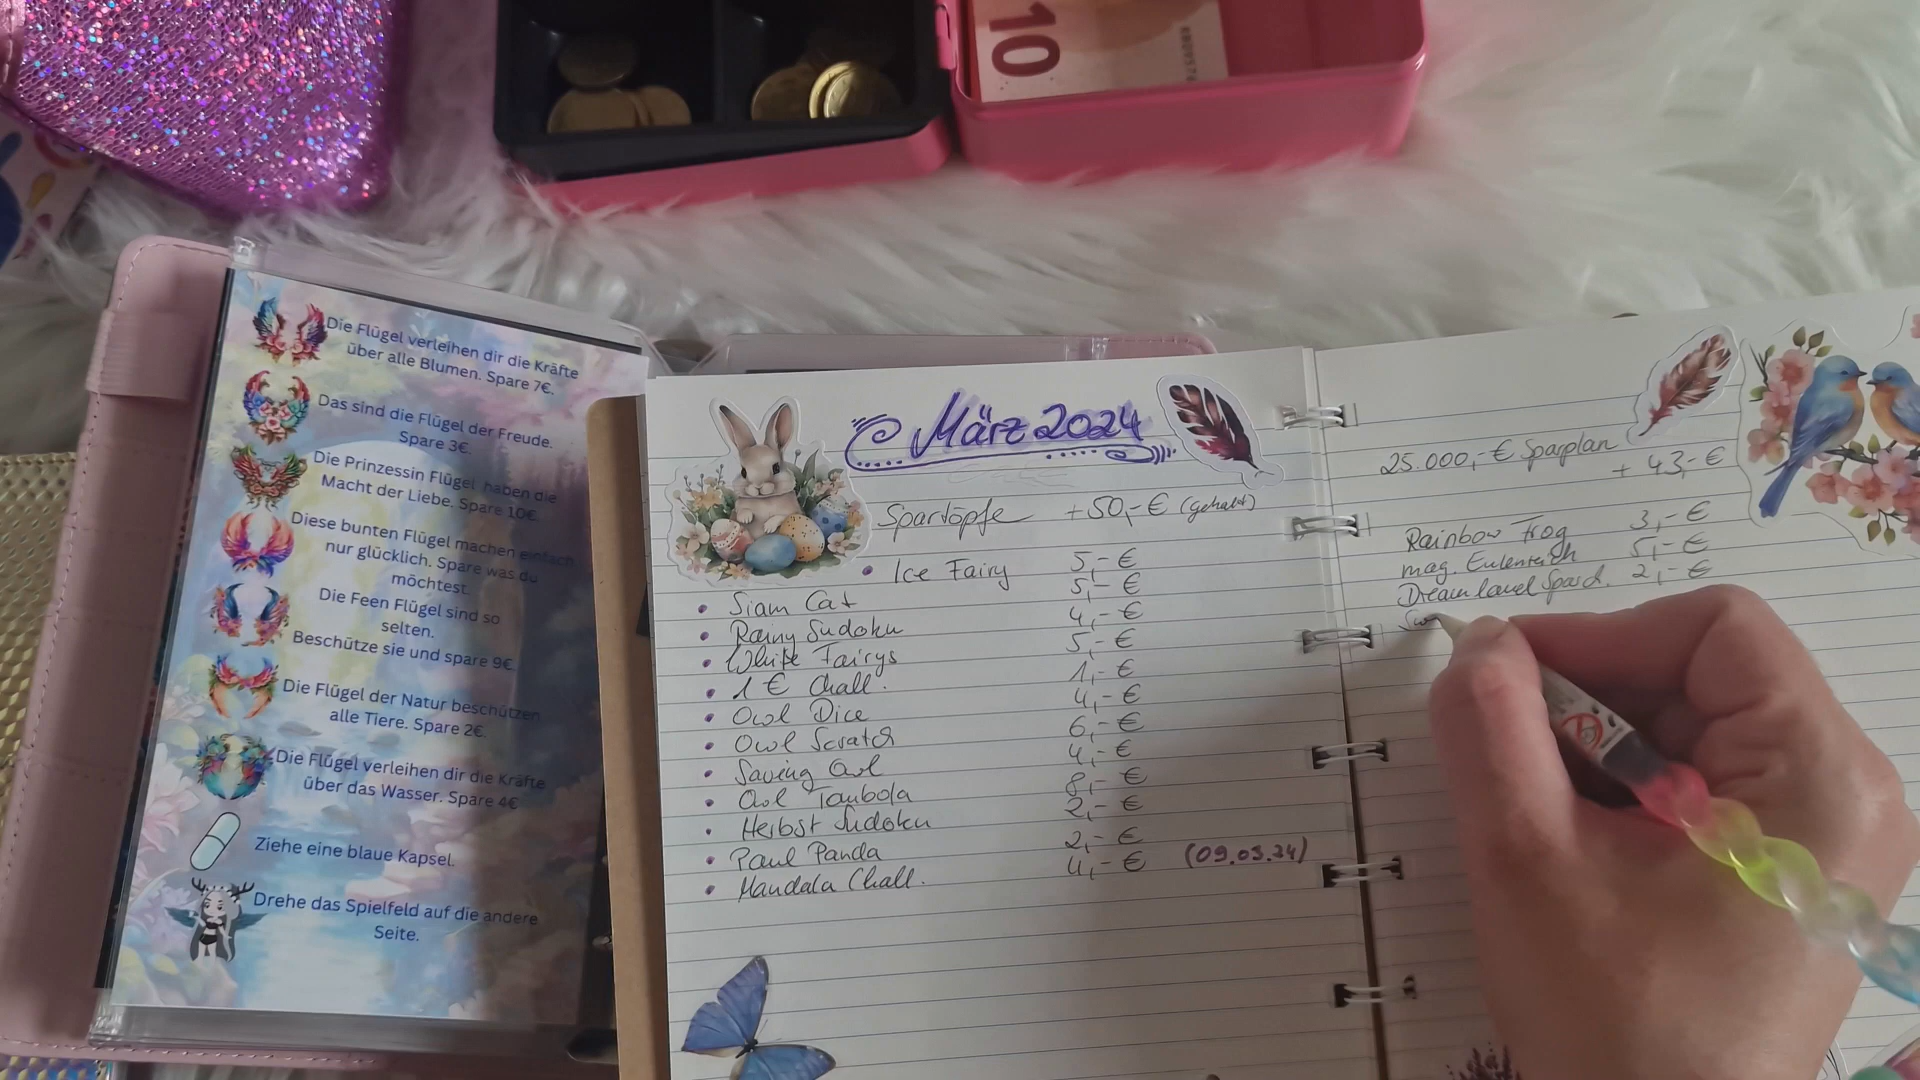 10
Die Flügel verleihen dir die Kräfte
über alle Blumen. Spare 7€.
Das sind die Flügel der Freude.
Spare 3€.
Die Prinzessin Flügel haben die
Macht der Liebe. Spare 10€.
Diese bunten Flügel machen einfach
nur glücklich. Spare was du
möchtest.
Die Feen Flügel sind so
selten.
Beschütze sie und spare 9€.
Die Flügel der Natur beschützen
alle Tiere. Spare 2€.
Die Flügel verleihen dir die Kräfte
über das Wasser. Spare 4€
Ziehe eine blaue Kapsel.
Drehe das Spielfeld auf die andere
Seite.
März 2024
Spartöpfe +50,-€ (gehabt)
• Ice Fairy 5,-€
• Siam Cat 5,-€
• Rainy Sudoku 4,-€
• White Fairys 5,-€
• 1€ Chall. 1,-€
• Owl Dice 4,-€
• Owl Scratch 6,-€
• Saving Owl 4,-€
• Owl Tombola 8,-€
• Herbst Sudoku 2,-€
• Paul Panda 2,-€
• Mandala Chall. 4,-€ (09.03.24)
25.000,-€ Sparplan
+ 43,-€
Rainbow Frog 3,-€
mag. Eulenteich 5,-€
Dreamland Sparch. 2,-€